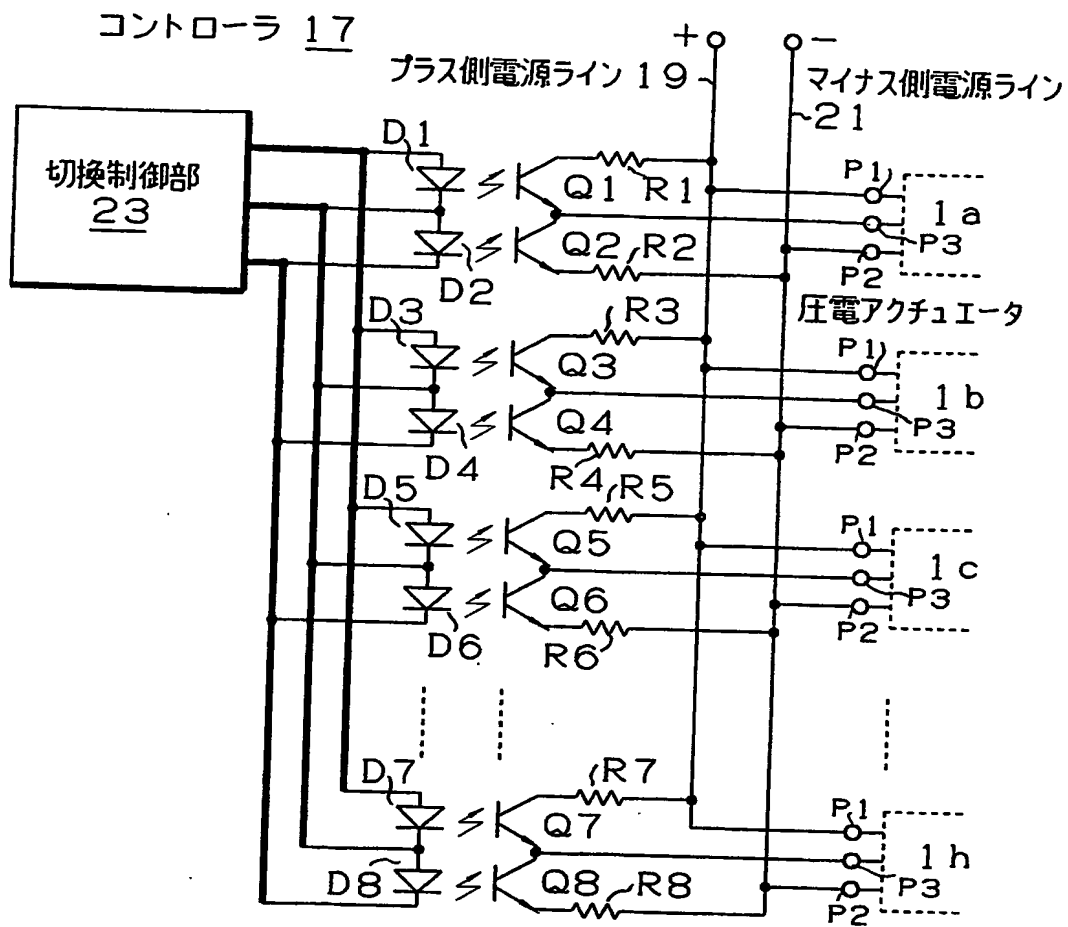 コントローラ 17
+
−
プラス側電源ライン 19
マイナス側電源ライン
21
切換制御部
23
D1
Q1
R1
P1
1a
P3
P2
D2
Q2
R2
圧電アクチュエータ
D3
Q3
R3
P1
1b
P3
P2
D4
Q4
R4
D5
Q5
R5
P1
1c
P3
P2
D6
Q6
R6
D7
Q7
R7
P1
1h
P3
P2
D8
Q8
R8